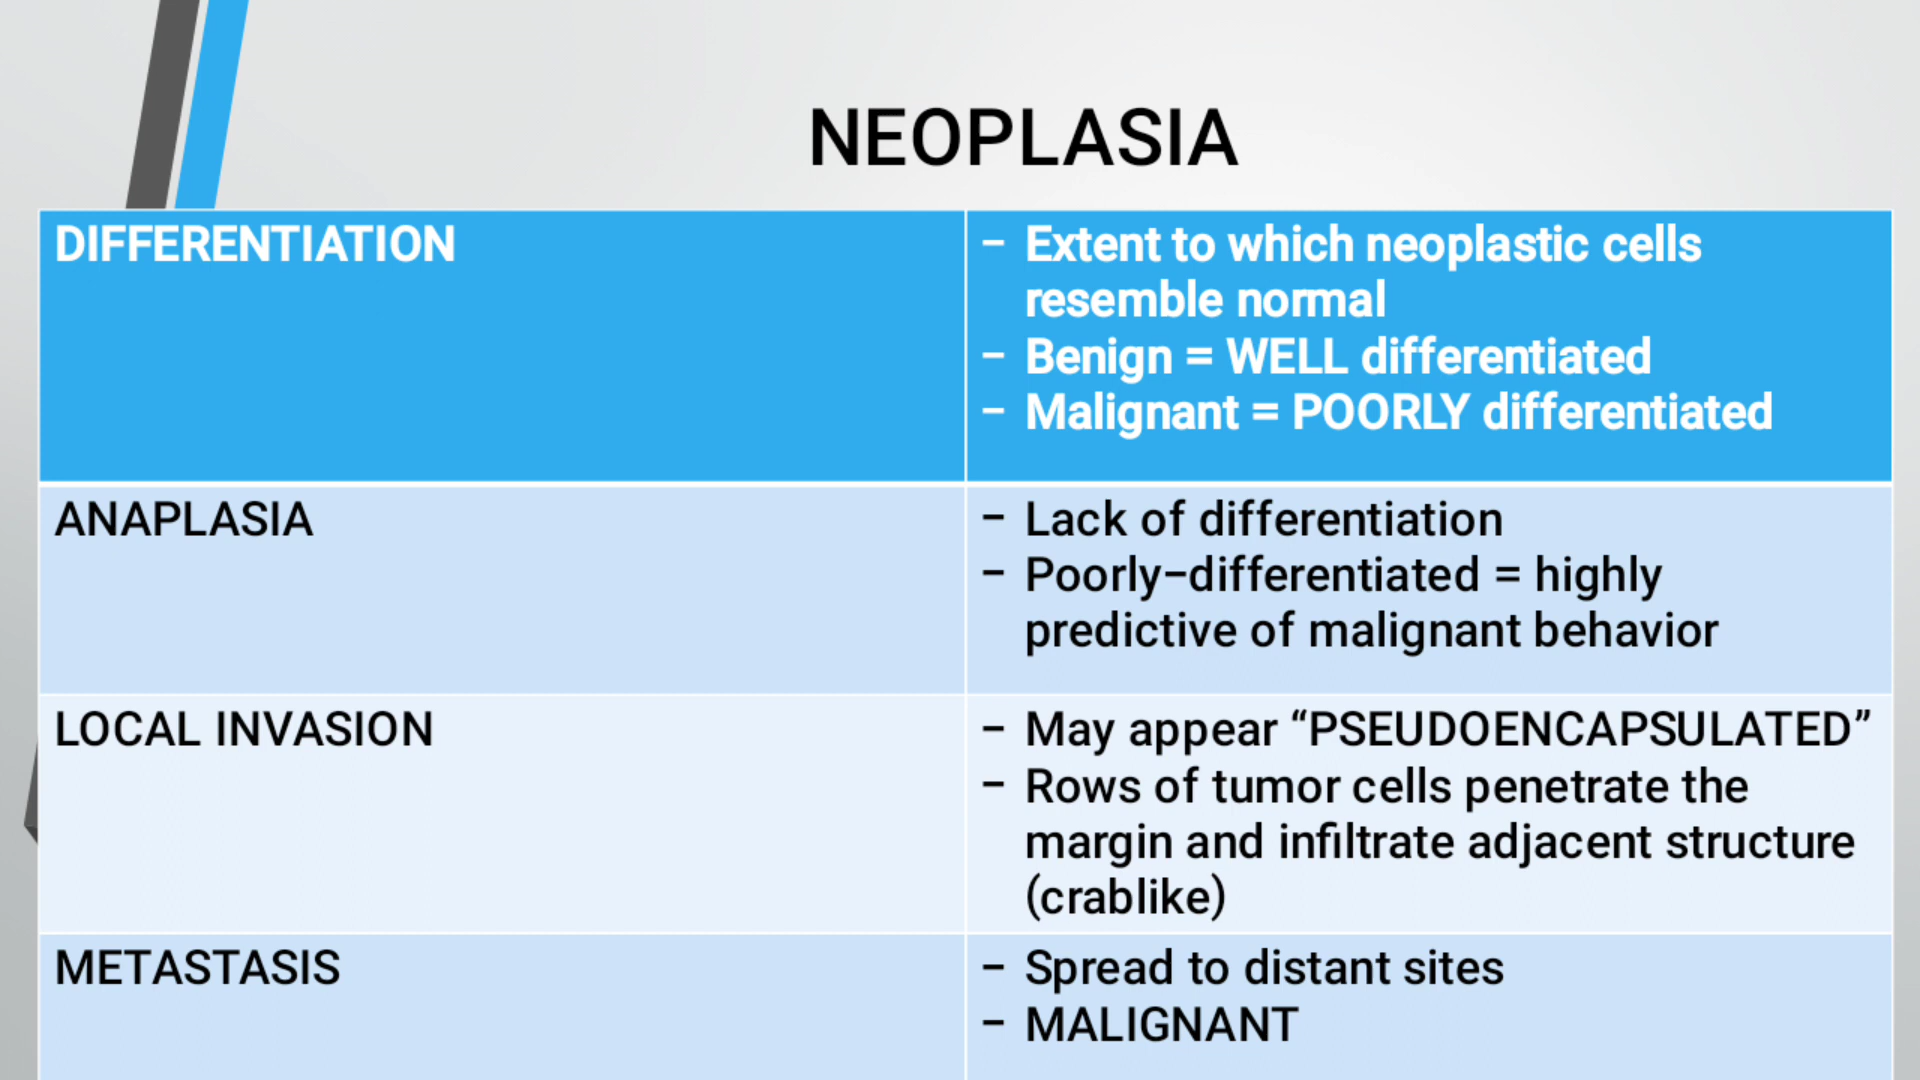 NEOPLASIA
DIFFERENTIATION
– Extent to which neoplastic cells
resemble normal
– Benign = WELL differentiated
– Malignant = POORLY differentiated
ANAPLASIA
– Lack of differentiation
– Poorly–differentiated = highly
predictive of malignant behavior
LOCAL INVASION
– May appear “PSEUDOENCAPSULATED”
– Rows of tumor cells penetrate the
margin and infiltrate adjacent structure
(crablike)
METASTASIS
– Spread to distant sites
– MALIGNANT